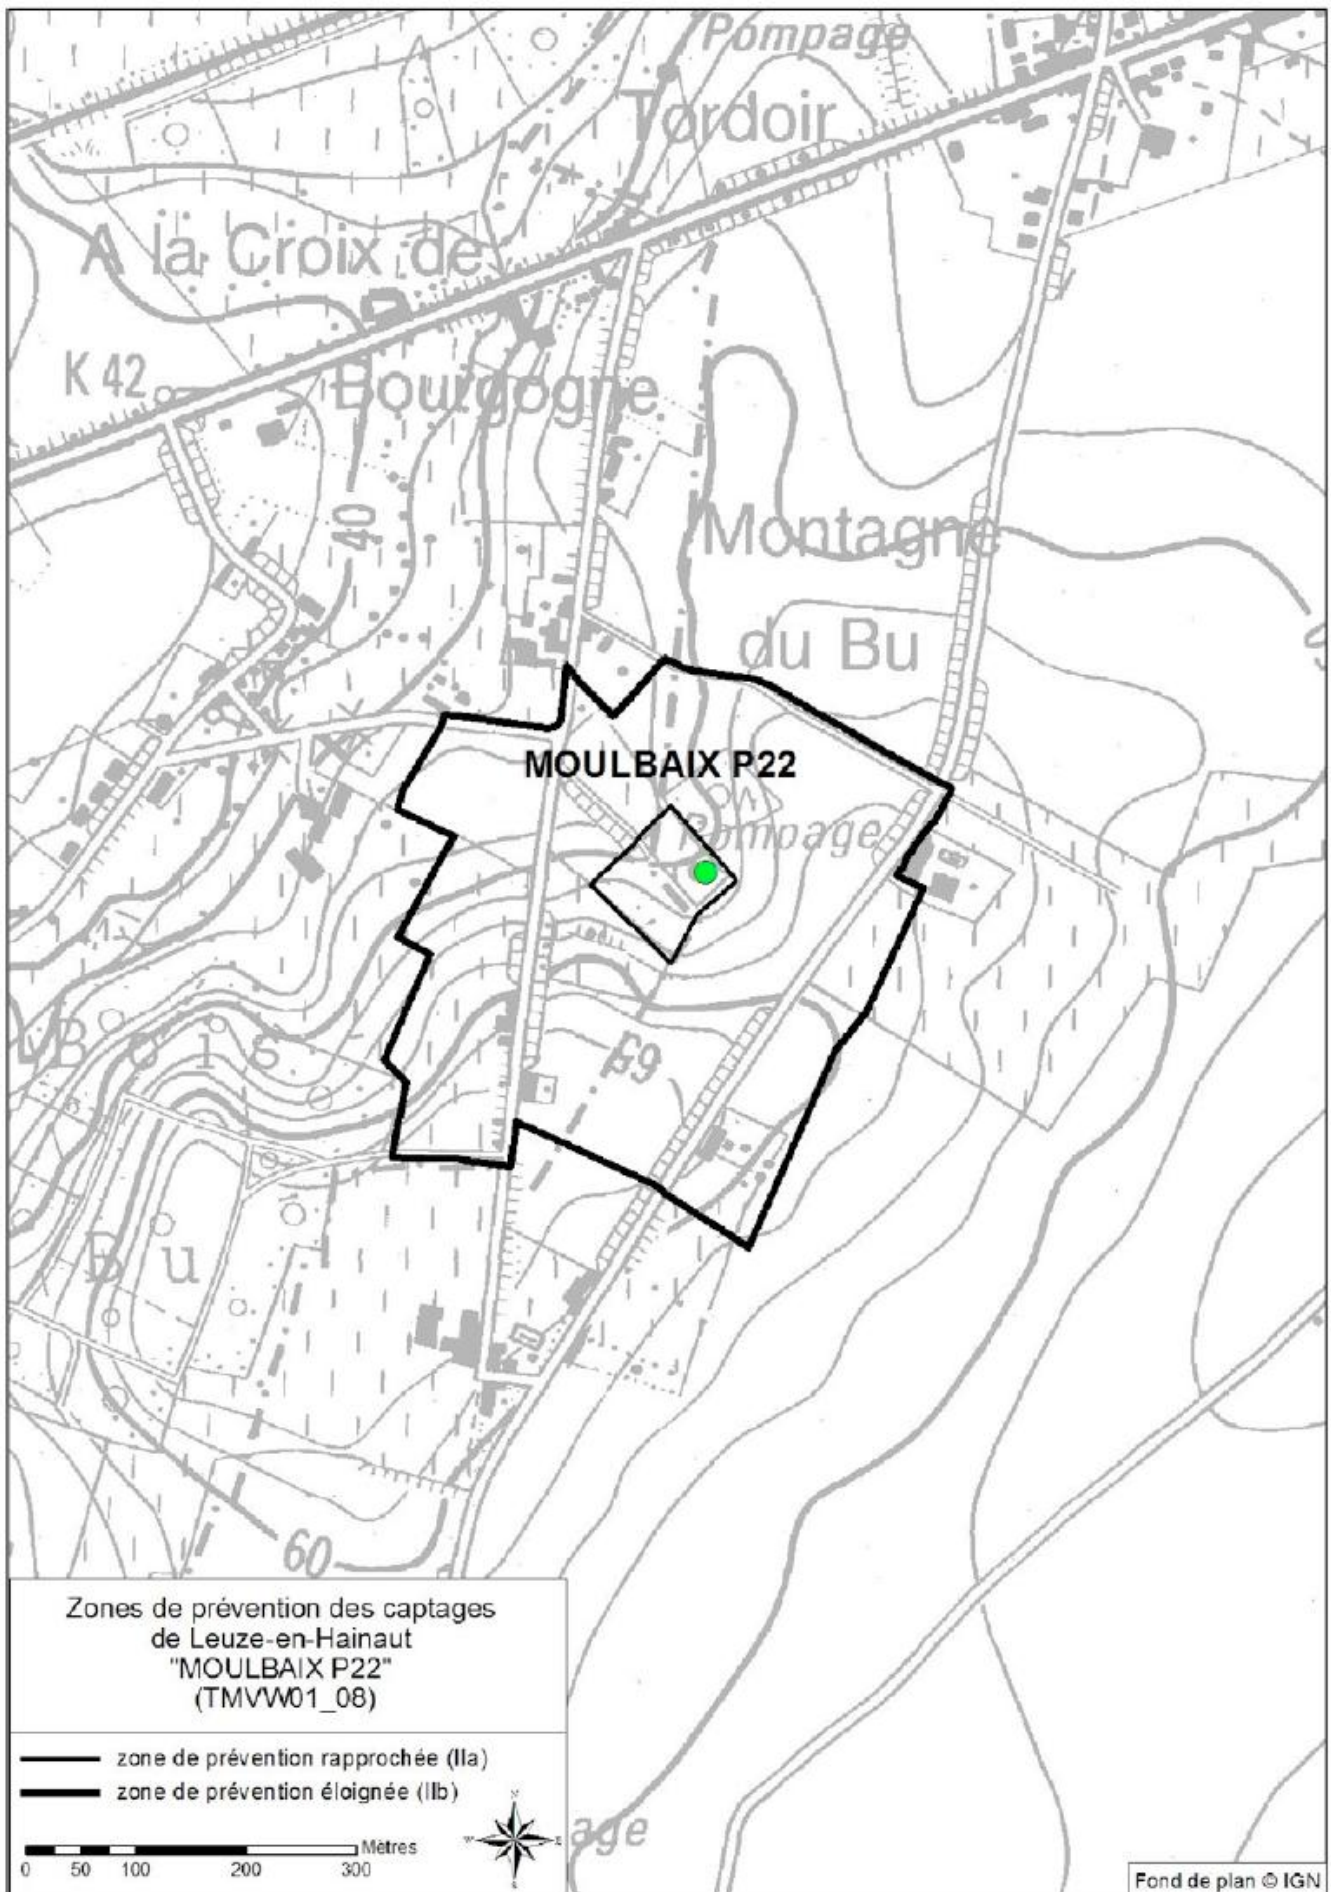 Pompage
Tordoir
A la Croix de
K 42
Bourgogne
40
Montagne
du Bu
MOULBAIX P22
Pompage
Bois
65
Bu
60
Zones de prévention des captages
de Leuze-en-Hainaut
"MOULBAIX P22"
(TMVW01_08)
zone de prévention rapprochée (IIa)
zone de prévention éloignée (IIb)
N
W E
S
Mètres
0 50 100 200 300
age
Fond de plan © IGN